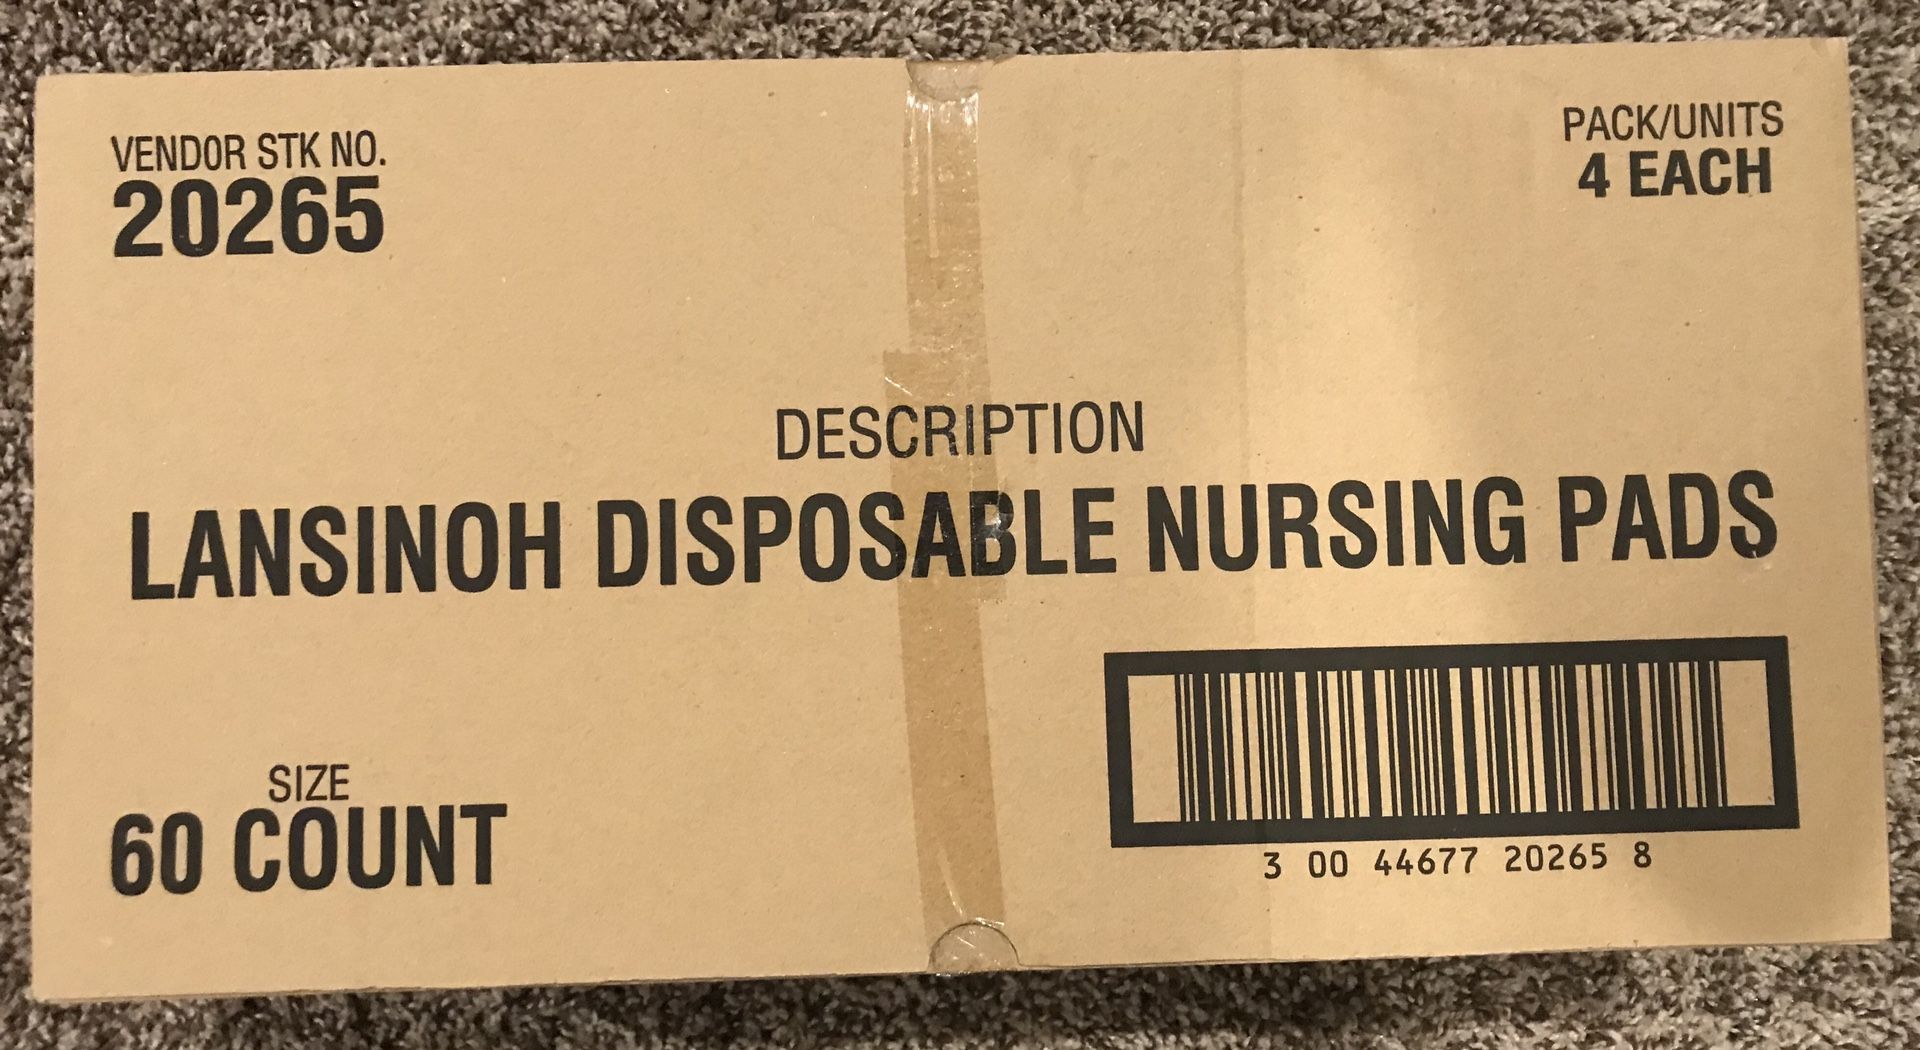 VENDOR STK NO.
20265
PACK/UNITS
4 EACH
DESCRIPTION
LANSINOH DISPOSABLE NURSING PADS
SIZE
60 COUNT
3 00 44677 20265 8